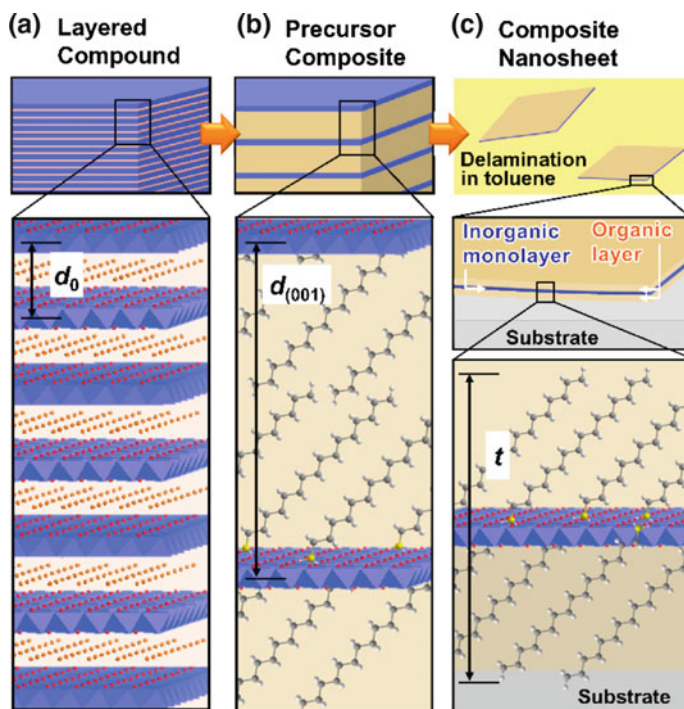 (a) Layered
Compound
(b) Precursor
Composite
(c) Composite
Nanosheet
Delamination
in toluene
d0
d(001)
Inorganic
monolayer
Organic
layer
Substrate
t
Substrate